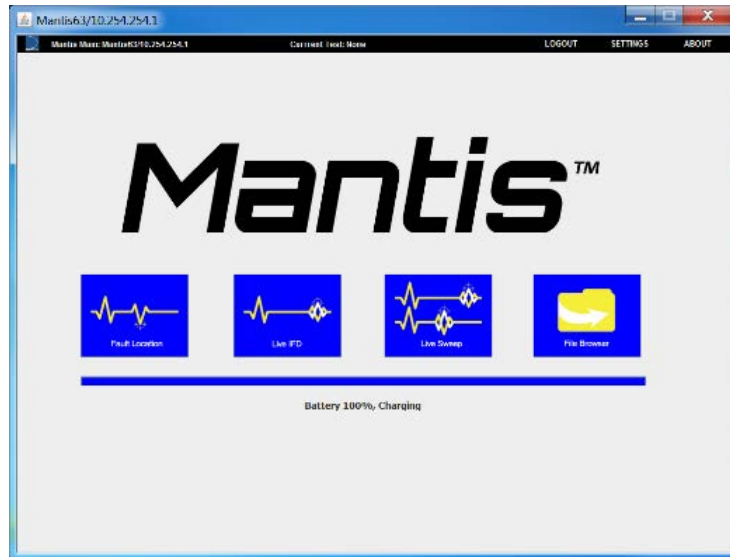 Mantis63/10.254.254.1
Mantis Main: Mantis63/10.254.254.1 Current Test: None LOGOUT SETTINGS ABOUT
Mantis™
Fault Location Live IFD Live Sweep File Browser
Battery 100%, Charging